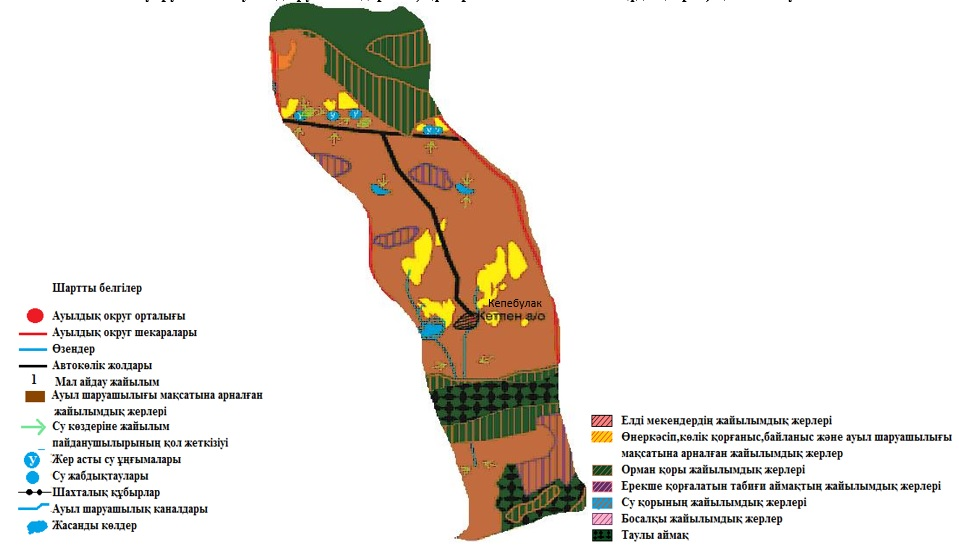 Кепебулак
Кетпен а/о
Шартты белгілер
Ауылдық округ орталығы
Ауылдық округ шекаралары
Өзендер
Автокөлік жолдары
1 Мал айдау жайылым
Ауыл шаруашылығы мақсатына арналған
жайылымдық жерлері
Су көздеріне жайылым
пайданушылырының қол жеткізіуі
У Жер асты су ұңғымалары
Су жабдықтаулары
Шахталық құбырлар
Ауыл шаруашылық каналдары
Жасанды көлдер
Елді мекендердің жайылымдық жерлері
Өнеркәсіп,көлік қорғаныс,байланыс және ауыл шаруашылығы
мақсатына арналған жайылымдық жерлер
Орман қоры жайылымдық жерлері
Ерекше қорғалатын табиғи аймақтың жайылымдық жерлері
Су қорының жайылымдық жерлері
Босалқы жайылымдық жерлер
Таулы аймақ